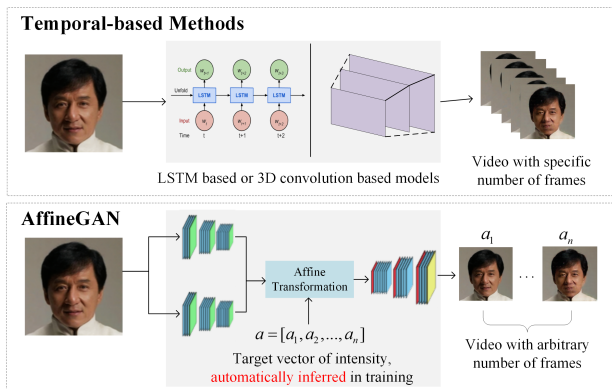 Temporal-based Methods
Output
Unfold
Input
Time
LSTM
LSTM
LSTM
t
t+1
t+2
LSTM based or 3D convolution based models
Video with specific
number of frames
AffineGAN
Affine
Transformation
a = [a₁, a₂, ..., aₙ]
Target vector of intensity,
automatically inferred in training
a₁
aₙ
...
Video with arbitrary
number of frames